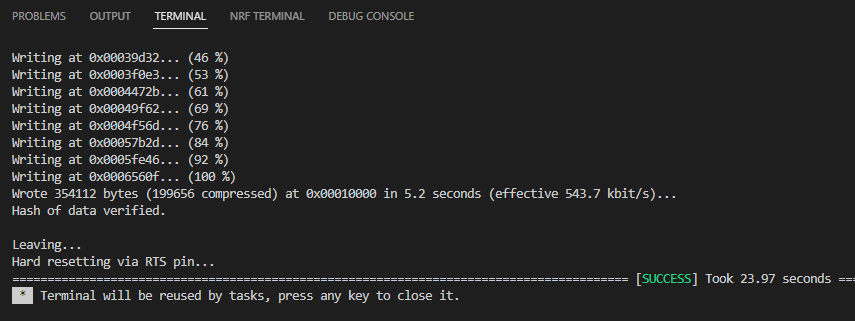 PROBLEMS OUTPUT TERMINAL NRF TERMINAL DEBUG CONSOLE
Writing at 0x00039d32... (46 %)
Writing at 0x0003f0e3... (53 %)
Writing at 0x0004472b... (61 %)
Writing at 0x00049f62... (69 %)
Writing at 0x0004f56d... (76 %)
Writing at 0x00057b2d... (84 %)
Writing at 0x0005fe46... (92 %)
Writing at 0x0006560f... (100 %)
Wrote 354112 bytes (199656 compressed) at 0x00010000 in 5.2 seconds (effective 543.7 kbit/s)...
Hash of data verified.
Leaving...
Hard resetting via RTS pin...
======================================================================================== [SUCCESS] Took 23.97 seconds ===
* Terminal will be reused by tasks, press any key to close it.